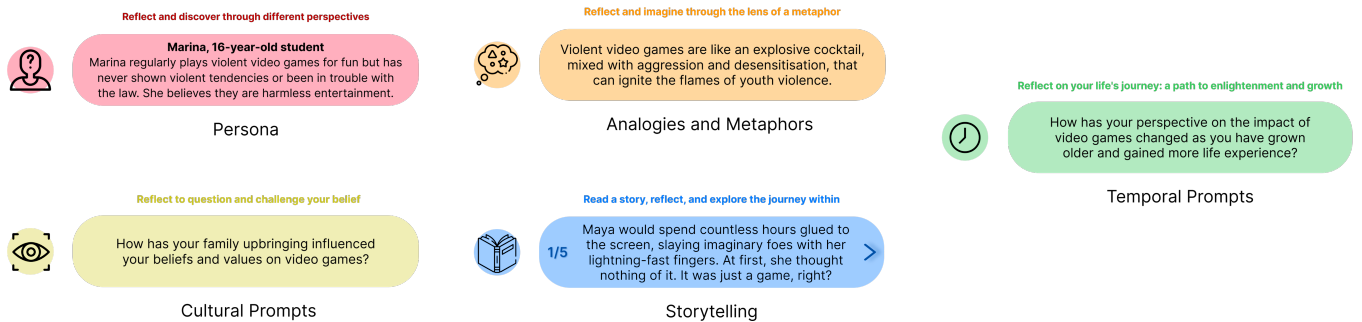 Reflect and discover through different perspectives
Marina, 16-year-old student
Marina regularly plays violent video games for fun but has
never shown violent tendencies or been in trouble with
the law. She believes they are harmless entertainment.
Persona
Reflect and imagine through the lens of a metaphor
Violent video games are like an explosive cocktail,
mixed with aggression and desensitisation, that
can ignite the flames of youth violence.
Analogies and Metaphors
Reflect on your life's journey: a path to enlightenment and growth
How has your perspective on the impact of
video games changed as you have grown
older and gained more life experience?
Temporal Prompts
Reflect to question and challenge your belief
How has your family upbringing influenced
your beliefs and values on video games?
Cultural Prompts
Read a story, reflect, and explore the journey within
1/5
Maya would spend countless hours glued to
the screen, slaying imaginary foes with her
lightning-fast fingers. At first, she thought
nothing of it. It was just a game, right?
Storytelling